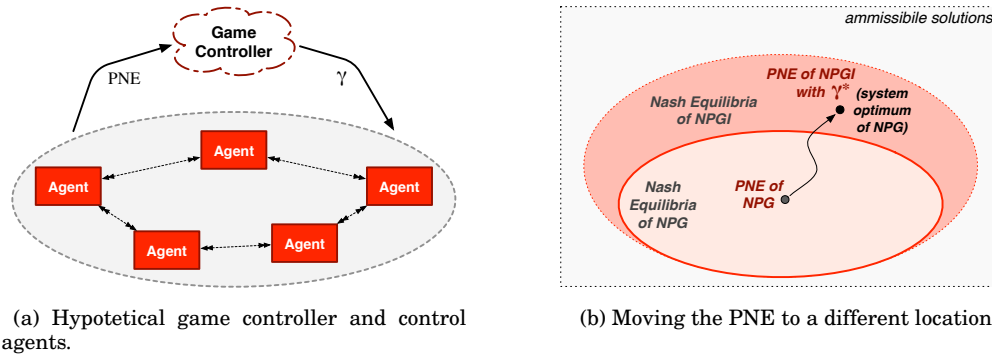 Game
Controller
PNE
γ
Agent
Agent
Agent
Agent
Agent
(a) Hypotetical game controller and control
agents.
ammissibile solutions
PNE of NPGI
with γ*
(system
optimum
of NPG)
Nash Equilibria
of NPGI
Nash
Equilibria
of NPG
PNE of
NPG
(b) Moving the PNE to a different location